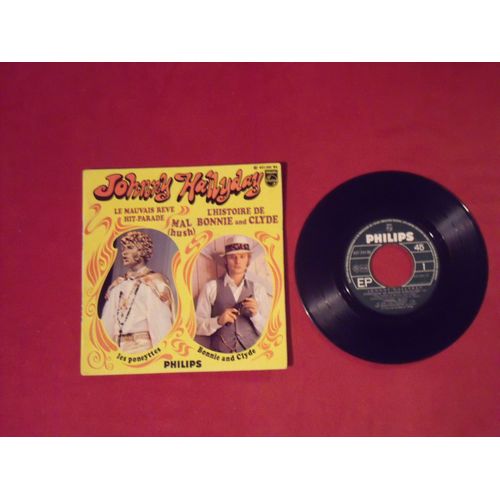 Johnny Hallyday
LE MAUVAIS REVE
HIT-PARADE
MAL
(hush)
L'HISTOIRE DE
BONNIE and CLYDE
les poneyttes
Bonnie and Clyde
PHILIPS
PHILIPS
45
EP
1